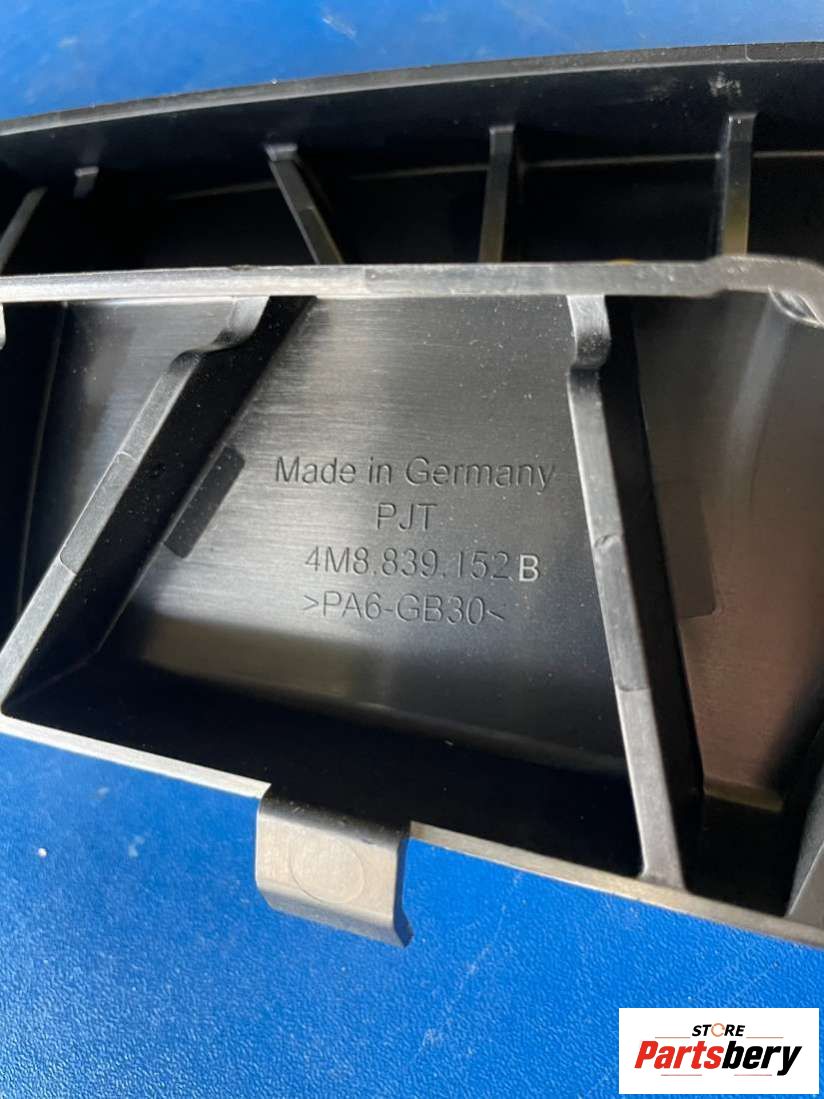 Made in Germany
PJT
4M8.839.152 B
>PA6-GB30<
STORE
Partsbery